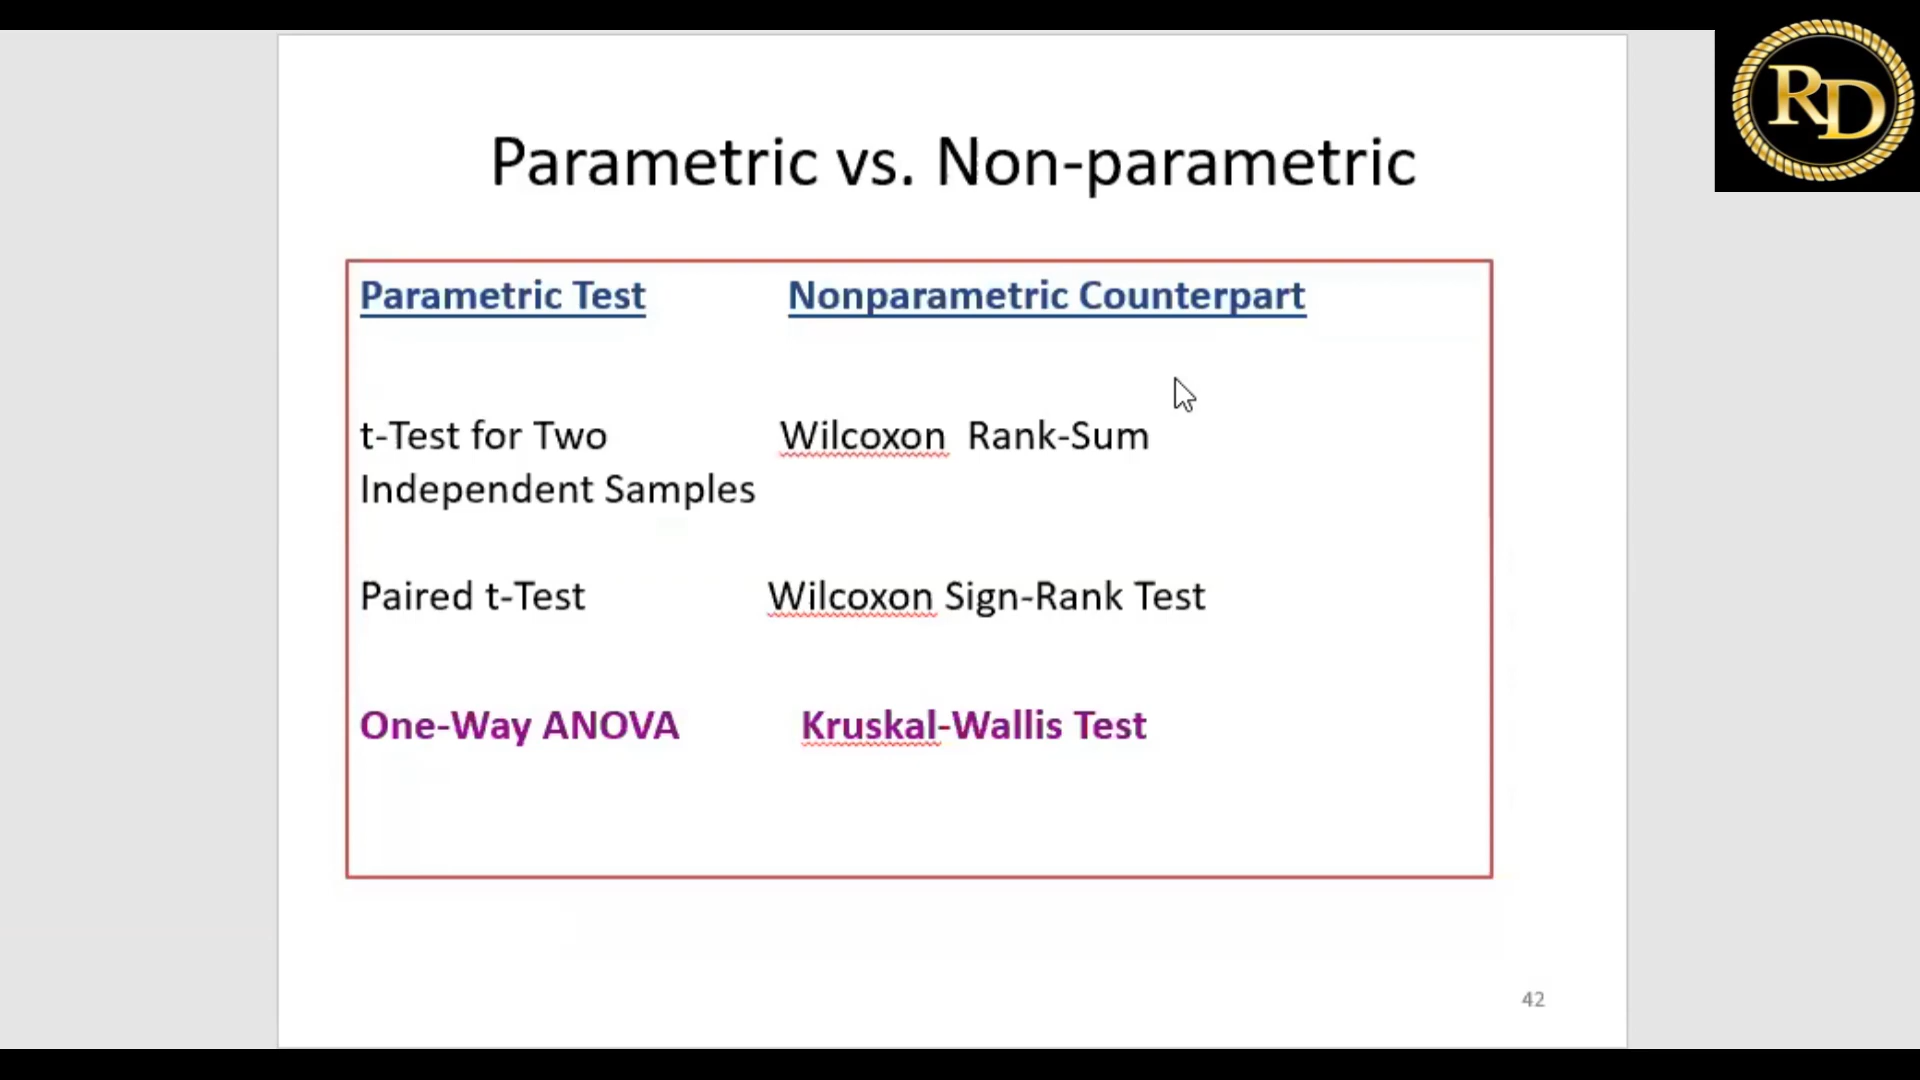 RD
Parametric vs. Non-parametric
Parametric Test Nonparametric Counterpart
t-Test for Two Wilcoxon Rank-Sum
Independent Samples
Paired t-Test Wilcoxon Sign-Rank Test
One-Way ANOVA Kruskal-Wallis Test
42